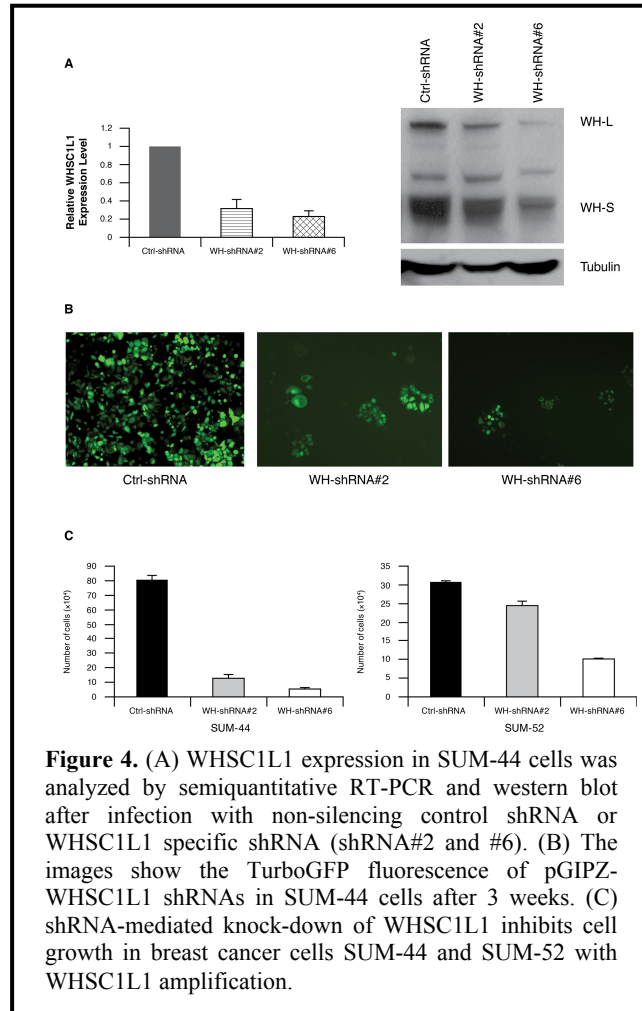 A
Ctrl-shRNA
WH-shRNA#2
WH-shRNA#6
Relative WHSC1L1
Expression Level
1.2
1
0.8
0.6
0.4
0.2
0
Ctrl-shRNA WH-shRNA#2 WH-shRNA#6
WH-L
WH-S
Tubulin
B
Ctrl-shRNA WH-shRNA#2 WH-shRNA#6
C
Number of cells (×10⁴)
90
80
70
60
50
40
30
20
10
0
Ctrl-shRNA WH-shRNA#2 WH-shRNA#6
SUM-44
Number of cells (×10⁴)
35
30
25
20
15
10
5
0
Ctrl-shRNA WH-shRNA#2 WH-shRNA#6
SUM-52
Figure 4. (A) WHSC1L1 expression in SUM-44 cells was
analyzed by semiquantitative RT-PCR and western blot
after infection with non-silencing control shRNA or
WHSC1L1 specific shRNA (shRNA#2 and #6). (B) The
images show the TurboGFP fluorescence of pGIPZ-
WHSC1L1 shRNAs in SUM-44 cells after 3 weeks. (C)
shRNA-mediated knock-down of WHSC1L1 inhibits cell
growth in breast cancer cells SUM-44 and SUM-52 with
WHSC1L1 amplification.